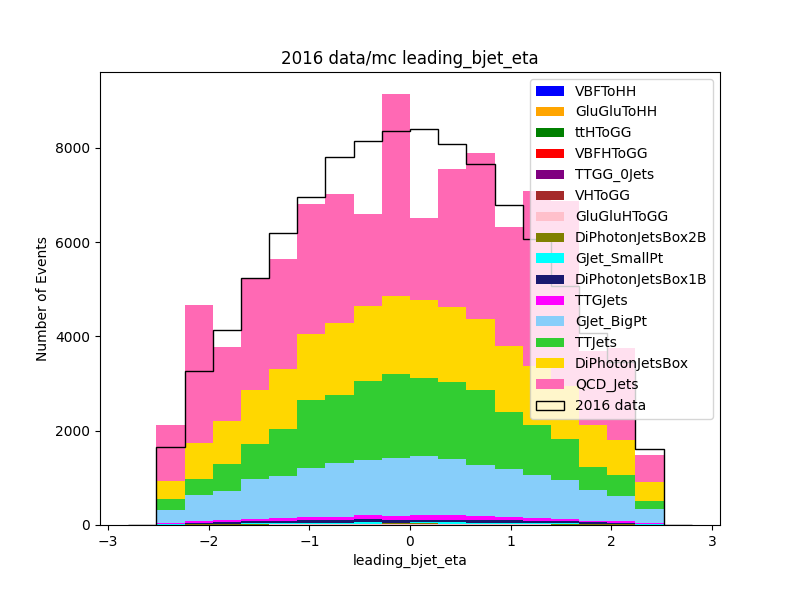 2016 data/mc leading_bjet_eta
Number of Events
8000
6000
4000
2000
0
−3
−2
−1
0
1
2
3
leading_bjet_eta
VBFToHH
GluGluToHH
ttHToGG
VBFHToGG
TTGG_0Jets
VHToGG
GluGluHToGG
DiPhotonJetsBox2B
GJet_SmallPt
DiPhotonJetsBox1B
TTGJets
GJet_BigPt
TTJets
DiPhotonJetsBox
QCD_Jets
2016 data